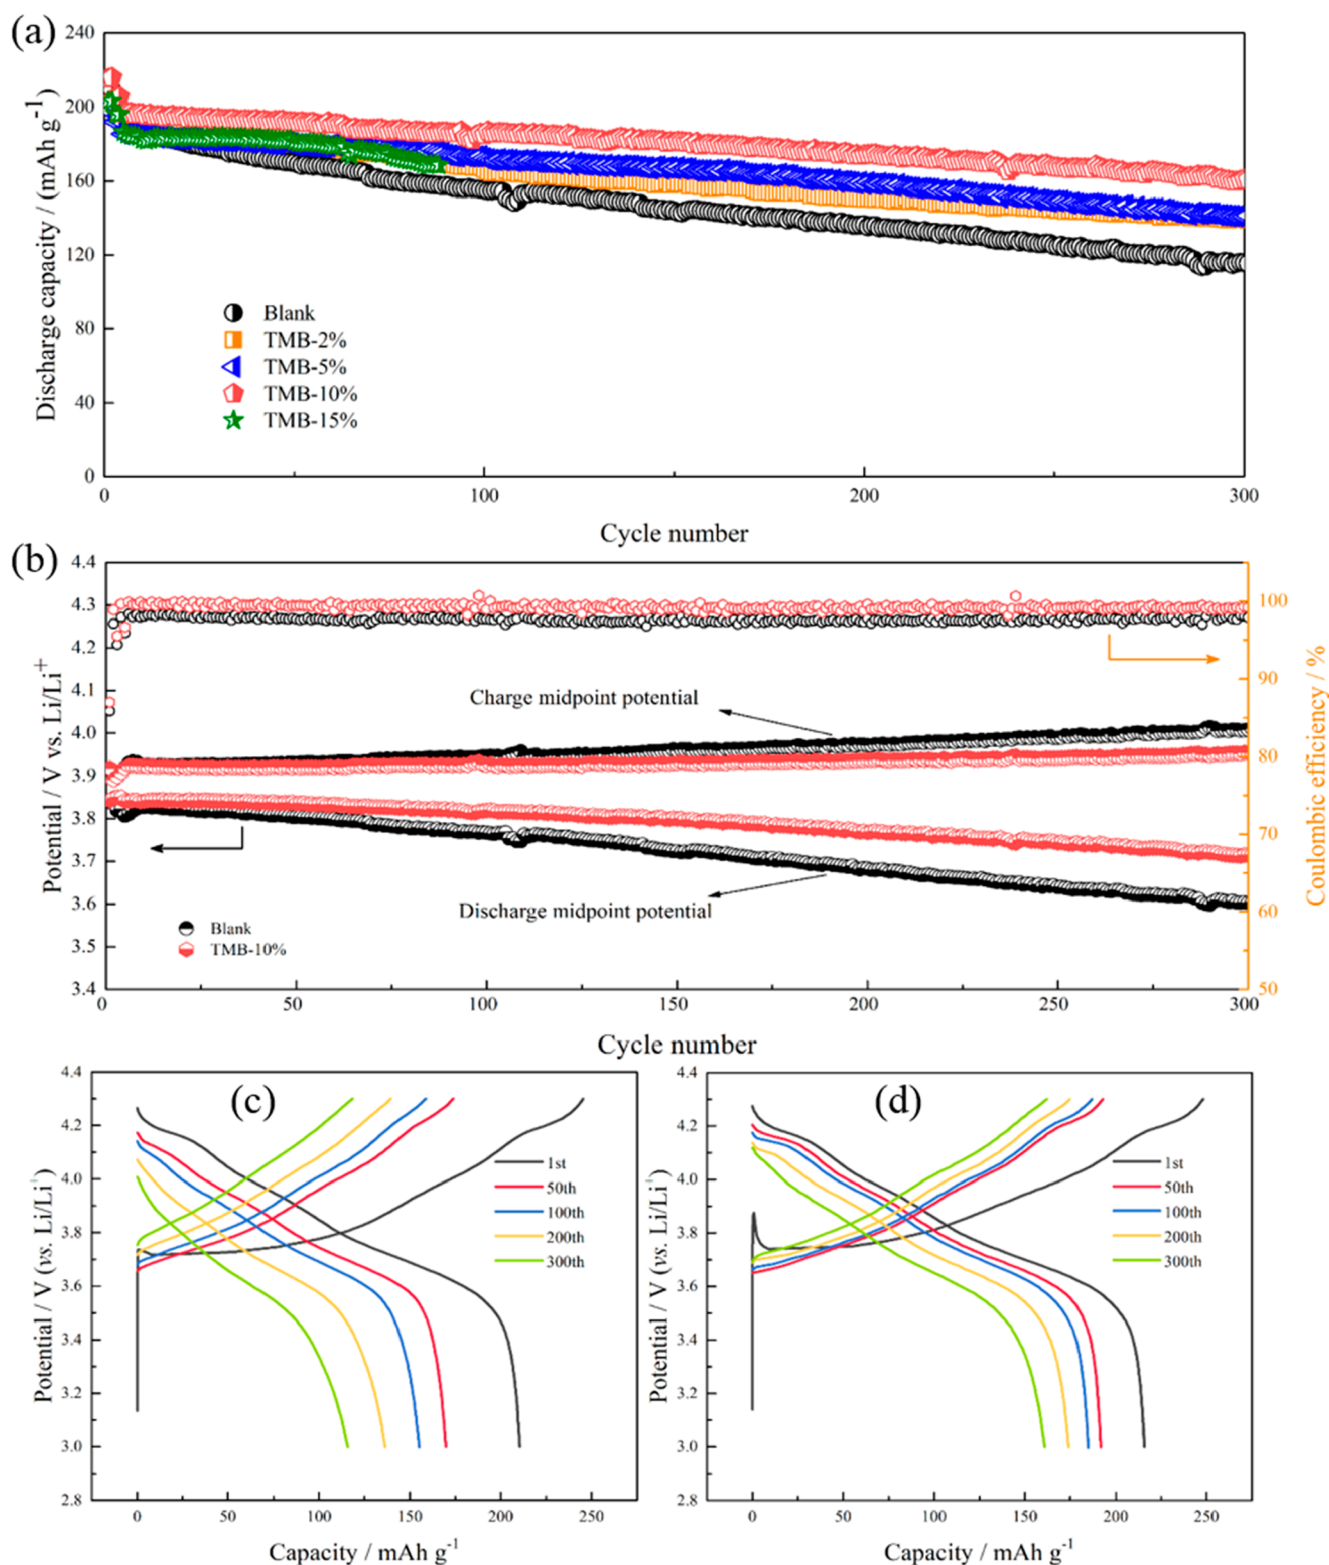 (a)
240
200
160
120
80
40
0
Discharge capacity / (mAh g-1)
Blank
TMB-2%
TMB-5%
TMB-10%
TMB-15%
0 100 200 300
Cycle number
(b)
4.4
4.3
4.2
4.1
4.0
3.9
3.8
3.7
3.6
3.5
3.4
Potential / V vs. Li/Li+
Charge midpoint potential
Discharge midpoint potential
Blank
TMB-10%
100
90
80
70
60
50
Coulombic efficiency / %
0 50 100 150 200 250 300
Cycle number
(c)
4.4
4.2
4.0
3.8
3.6
3.4
3.2
3.0
2.8
Potential / V (vs. Li/Li+)
1st
50th
100th
200th
300th
0 50 100 150 200 250
Capacity / mAh g-1
(d)
4.4
4.2
4.0
3.8
3.6
3.4
3.2
3.0
2.8
Potential / V (vs. Li/Li+)
1st
50th
100th
200th
300th
0 50 100 150 200 250
Capacity / mAh g-1